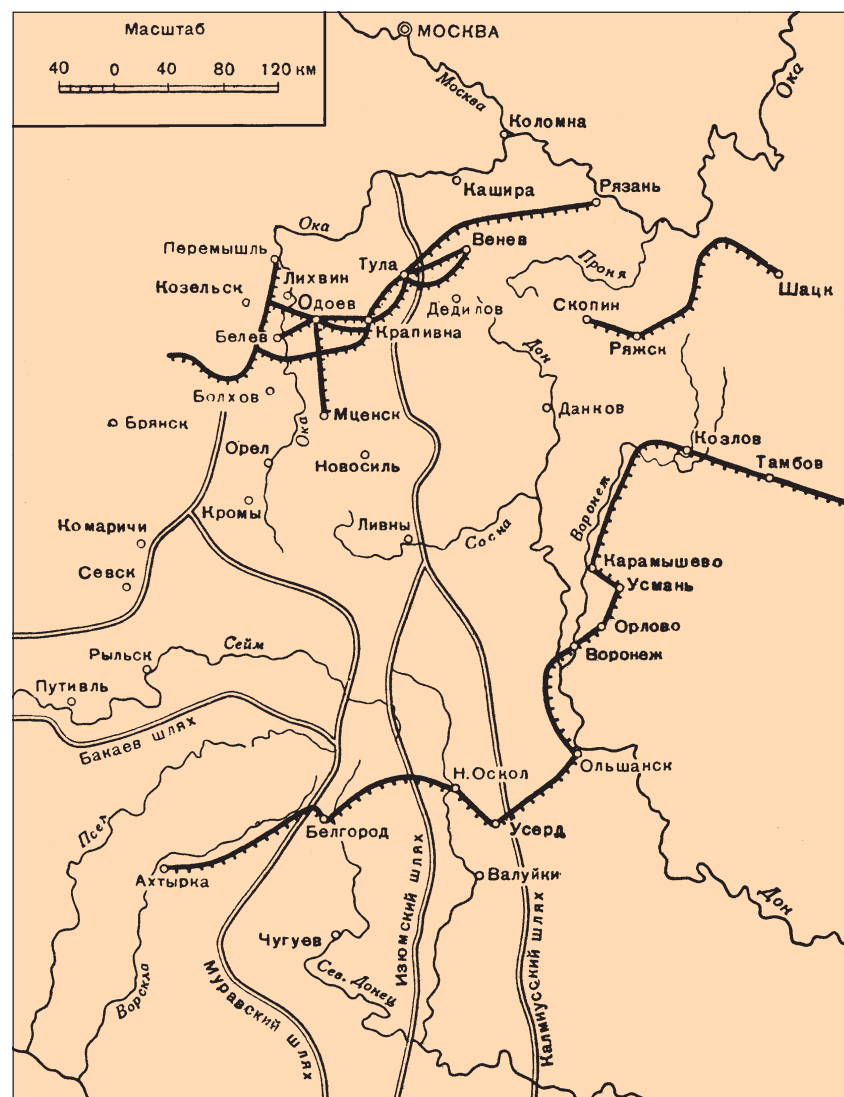 Масштаб
40 0 40 80 120 км
МОСКВА
Москва
Ока
Коломна
Кашира
Рязань
Ока
Венев
Перемышль
Тула
Проня
Лихвин
Козельск
Шацк
Одоев
Дедилов
Скопин
Белев
Крапивна
Ряжск
Дон
Болхов
Мценск
Данков
Брянск
Ока
Козлов
Орел
Новосиль
Тамбов
Воронеж
Кромы
Комаричи
Ливны
Сосна
Карамышево
Севск
Усмань
Орлово
Сейм
Рыльск
Воронеж
Путивль
Бакаев шлях
Н.Оскол
Ольшанск
Псел
Белгород
Усерд
Ахтырка
Валуйки
Дон
Чугуев
Изюмский шлях
Калмиусский шлях
Сев. Донец
Ворскла
Муравский шлях